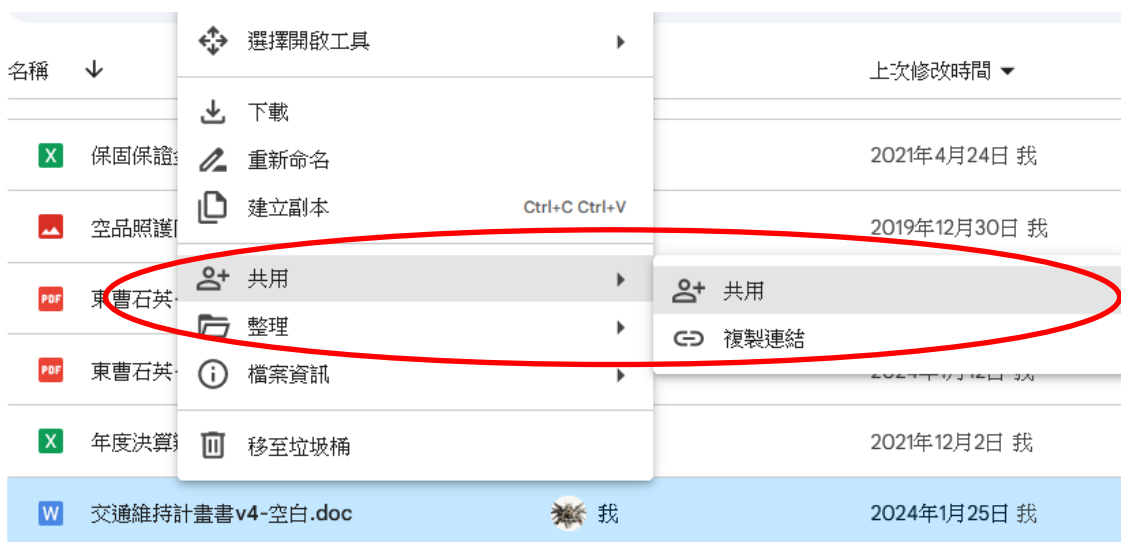 選擇開啟工具
名稱
上次修改時間
下載
保固保證
重新命名
2021年4月24日 我
建立副本 Ctrl+C Ctrl+V
空品照護
2019年12月30日 我
共用
共用
PDF 東曹石英
整理
複製連結
PDF 東曹石英
檔案資訊
X 年度決算
2021年12月2日 我
移至垃圾桶
W 交通維持計畫書v4-空白.doc 我 2024年1月25日 我